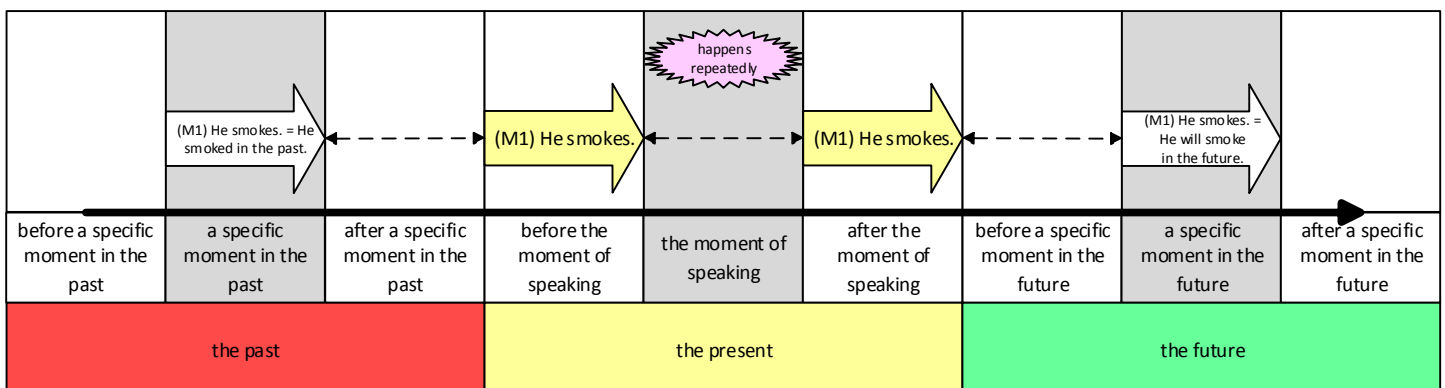 happens
repeatedly
(M1) He smokes. = He
smoked in the past.
(M1) He smokes.
(M1) He smokes.
(M1) He smokes. =
He will smoke
in the future.
before a specific
moment in the
past
a specific
moment in the
past
after a specific
moment in the
past
before the
moment of
speaking
the moment of
speaking
after the
moment of
speaking
before a specific
moment in the
future
a specific
moment in the
future
after a specific
moment in the
future
the past
the present
the future